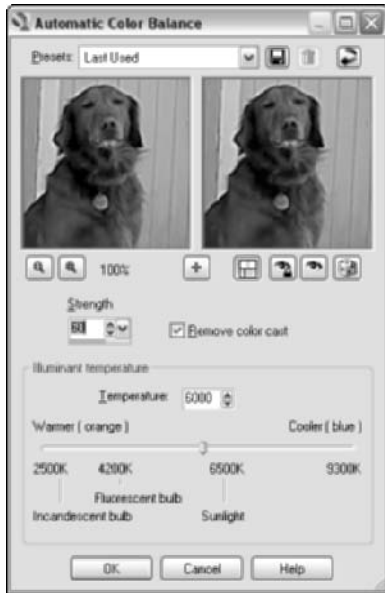 Automatic Color Balance
Presets: Last Used
100%
Strength
60
Remove color cast
Illuminant temperature
Temperature: 6000
Warmer ( orange ) Cooler ( blue )
2500K 4200K 6500K 9300K
Fluorescent bulb
Incandescent bulb Sunlight
OK Cancel Help